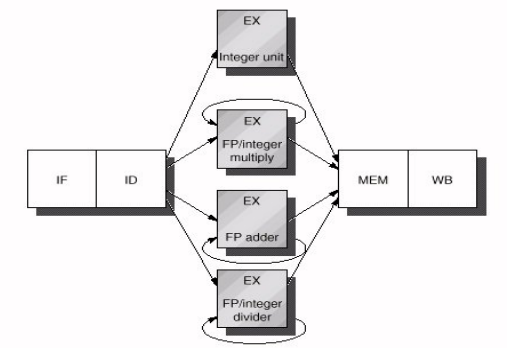 EX
Integer unit
EX
FP/integer
multiply
IF
ID
MEM
WB
EX
FP adder
EX
FP/integer
divider